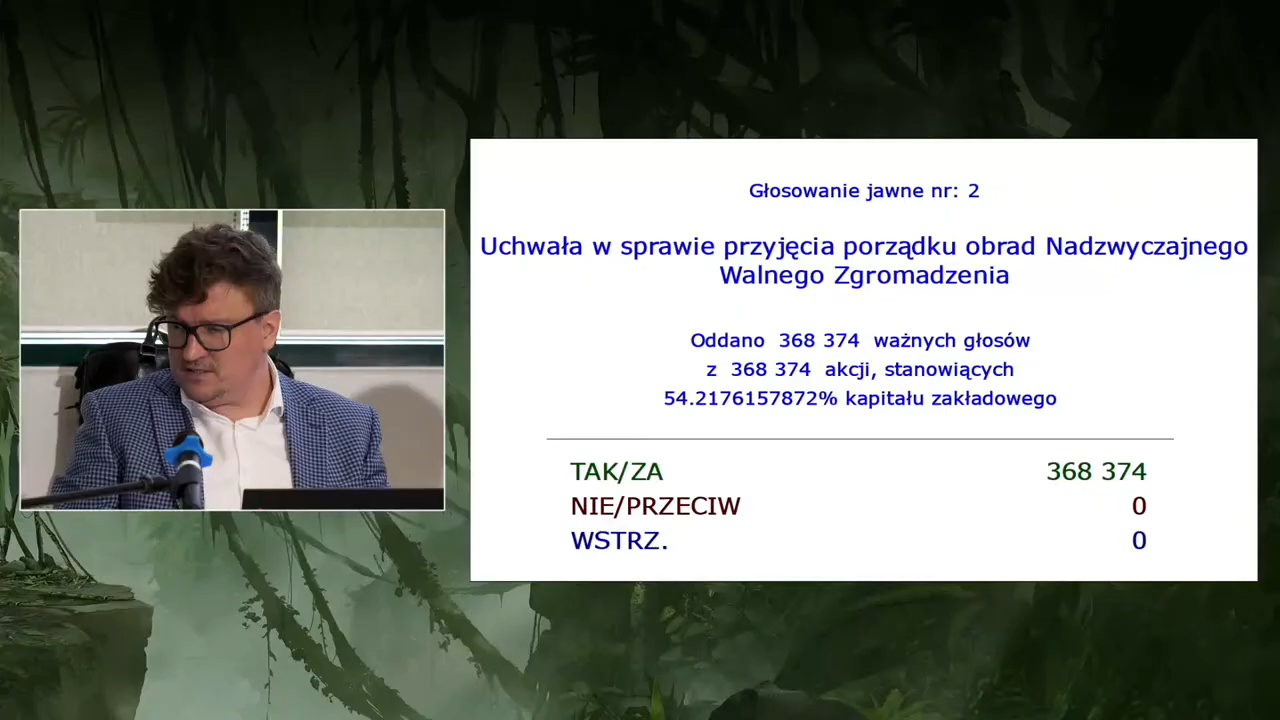 Głosowanie jawne nr: 2
Uchwała w sprawie przyjęcia porządku obrad Nadzwyczajnego
Walnego Zgromadzenia
Oddano 368 374 ważnych głosów
z 368 374 akcji, stanowiących
54.2176157872% kapitału zakładowego
TAK/ZA 368 374
NIE/PRZECIW 0
WSTRZ. 0